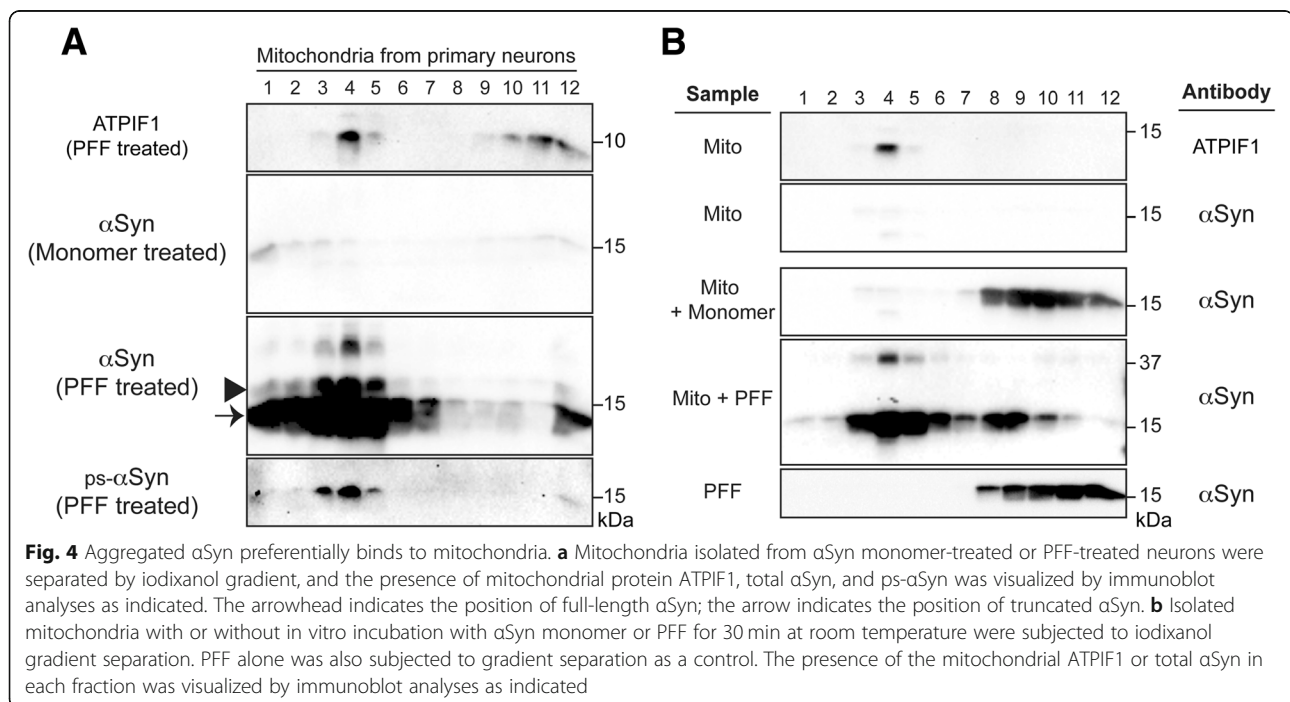 A
Mitochondria from primary neurons
1 2 3 4 5 6 7 8 9 10 11 12
ATPIF1
(PFF treated)
10
αSyn
(Monomer treated)
15
αSyn
(PFF treated)
15
ps-αSyn
(PFF treated)
15
kDa
B
Sample
1 2 3 4 5 6 7 8 9 10 11 12
Antibody
Mito
15
ATPIF1
Mito
15
αSyn
Mito
+ Monomer
15
αSyn
37
Mito + PFF
αSyn
15
PFF
15
αSyn
kDa
Fig. 4 Aggregated αSyn preferentially binds to mitochondria. a Mitochondria isolated from αSyn monomer-treated or PFF-treated neurons were
separated by iodixanol gradient, and the presence of mitochondrial protein ATPIF1, total αSyn, and ps-αSyn was visualized by immunoblot
analyses as indicated. The arrowhead indicates the position of full-length αSyn; the arrow indicates the position of truncated αSyn. b Isolated
mitochondria with or without in vitro incubation with αSyn monomer or PFF for 30 min at room temperature were subjected to iodixanol
gradient separation. PFF alone was also subjected to gradient separation as a control. The presence of the mitochondrial ATPIF1 or total αSyn in
each fraction was visualized by immunoblot analyses as indicated